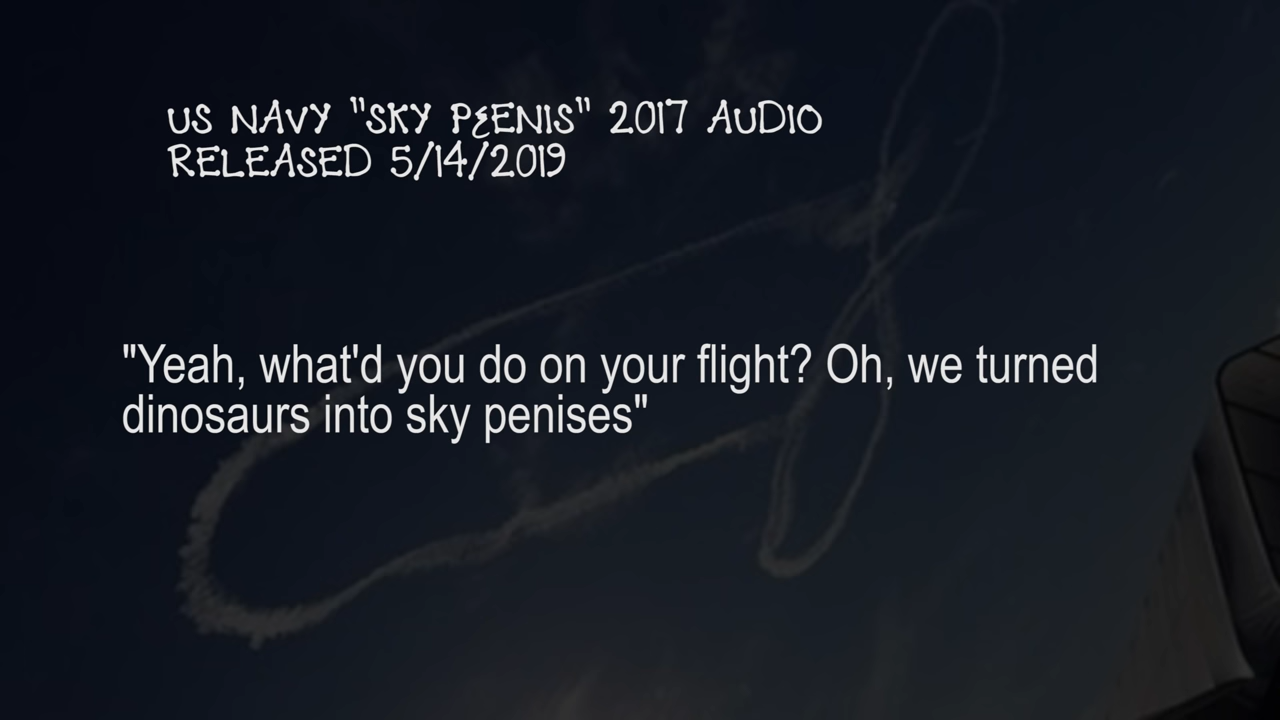 US NAVY "SKY PƐENIS" 2017 AUDIO
RELEASED 5/14/2019
"Yeah, what'd you do on your flight? Oh, we turned
dinosaurs into sky penises"